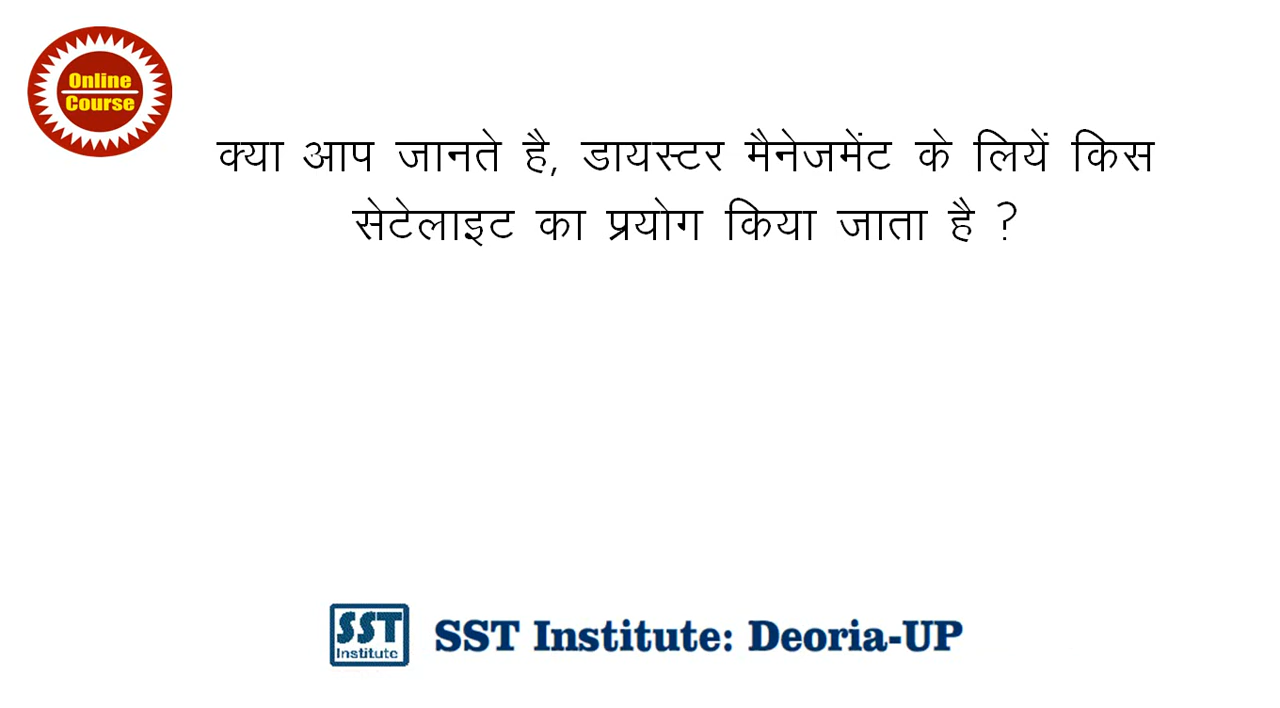 Online
Course
क्या आप जानते है, डायस्टर मैनेजमेंट के लियें किस
सेटेलाइट का प्रयोग किया जाता है ?
SST
Institute
SST Institute: Deoria-UP